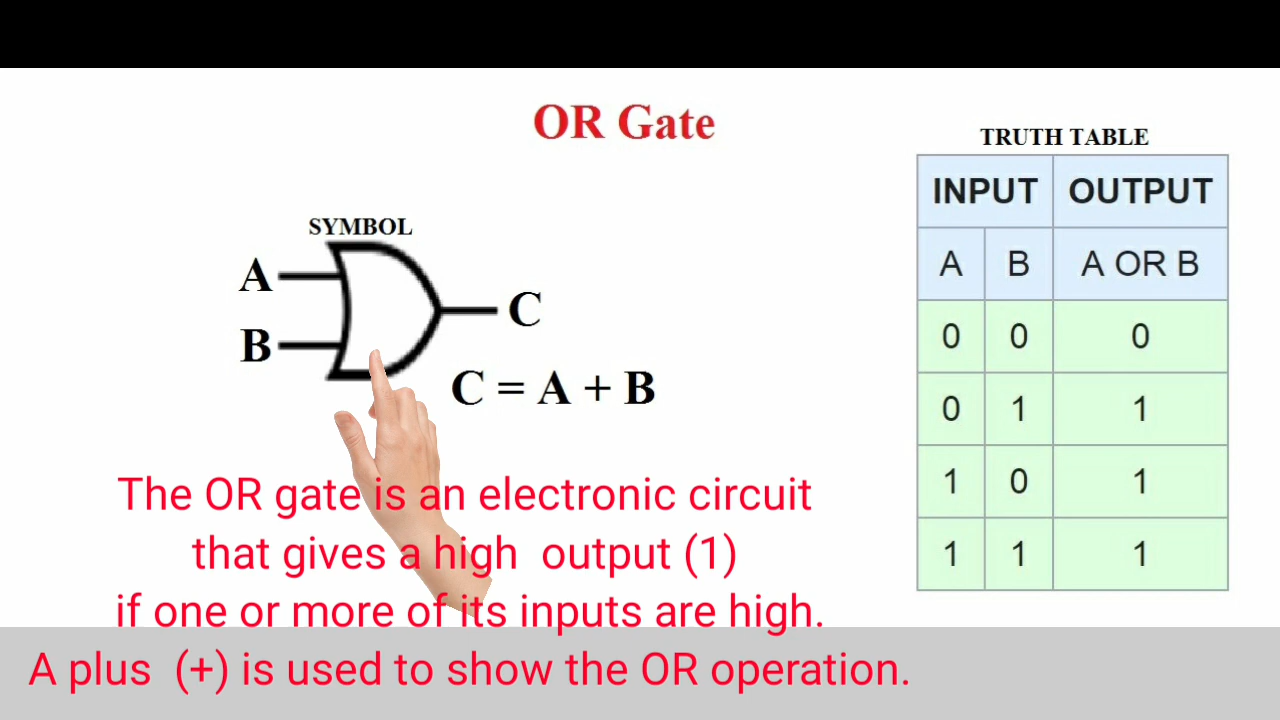 OR Gate
SYMBOL
A
B
C
C = A + B
TRUTH TABLE
INPUT OUTPUT
A B A OR B
0 0 0
0 1 1
1 0 1
1 1 1
The OR gate is an electronic circuit
that gives a high output (1)
if one or more of its inputs are high.
A plus (+) is used to show the OR operation.